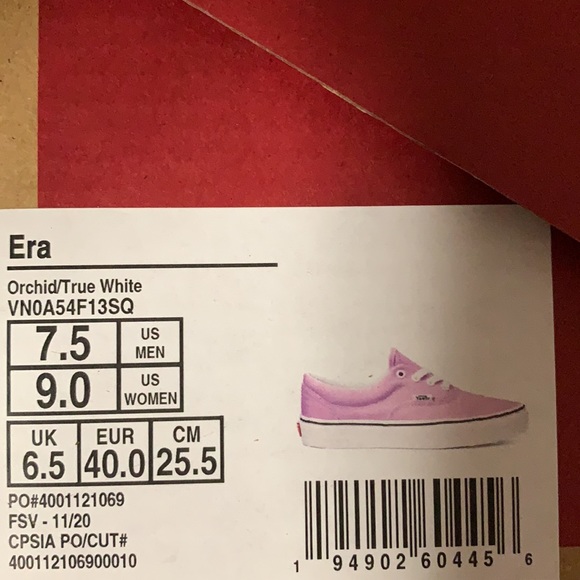 Era
Orchid/True White
VN0A54F13SQ
7.5 US MEN
9.0 US WOMEN
UK EUR CM
6.5 40.0 25.5
PO#4001121069
FSV - 11/20
CPSIA PO/CUT#
400112106900010
1 94902 60445 6